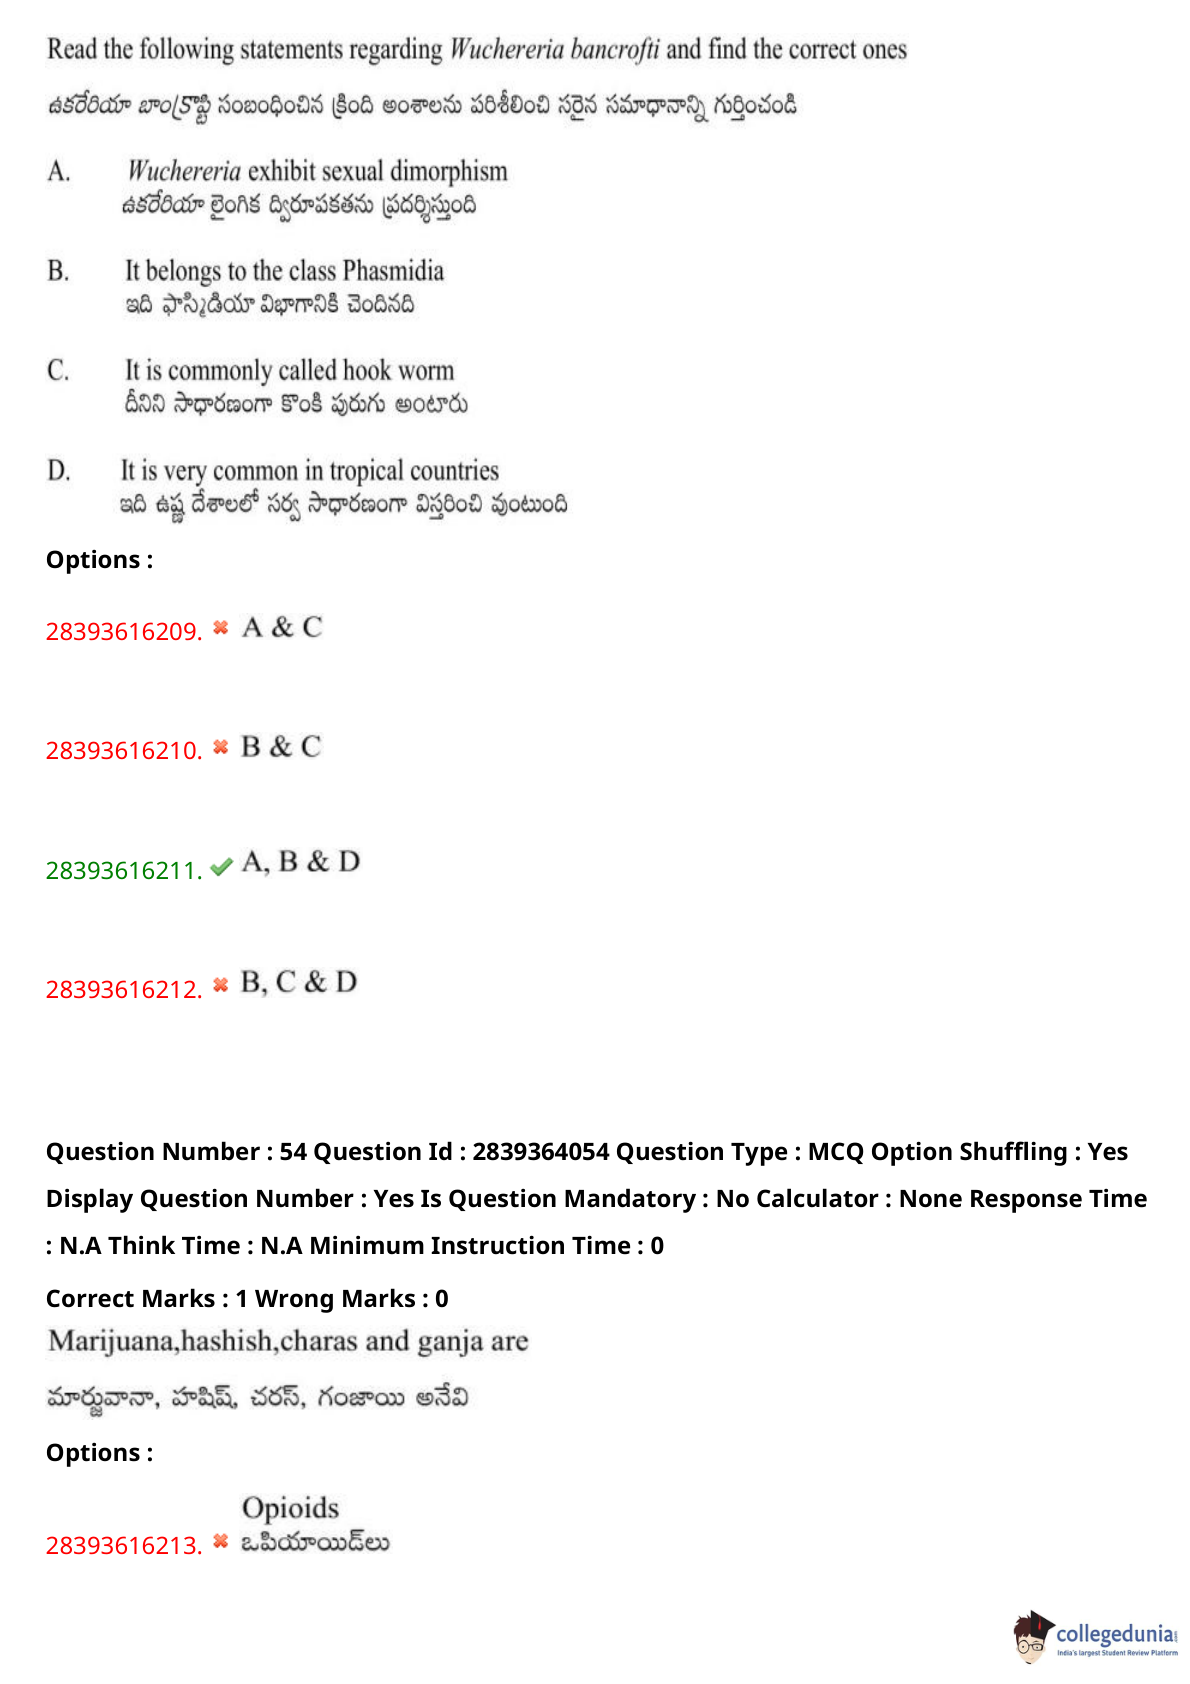 Read the following statements regarding Wuchereria bancrofti and find the correct ones
ఉకరేరియా బాంక్రాఫ్టి సంబంధించిన క్రింది అంశాలను పరిశీలించి సరైన సమాధానాన్ని గుర్తించండి
A. Wuchereria exhibit sexual dimorphism
ఉకరేరియా లైంగిక ద్విరూపకతను ప్రదర్శిస్తుంది
B. It belongs to the class Phasmidia
ఇది ఫాస్మిడియా విభాగానికి చెందినది
C. It is commonly called hook worm
దీనిని సాధారణంగా కొంకి పురుగు అంటారు
D. It is very common in tropical countries
ఇది ఉష్ణ దేశాలలో సర్వ సాధారణంగా విస్తరించి వుంటుంది
Options :
28393616209. A & C
28393616210. B & C
28393616211. A, B & D
28393616212. B, C & D
Question Number : 54 Question Id : 2839364054 Question Type : MCQ Option Shuffling : Yes
Display Question Number : Yes Is Question Mandatory : No Calculator : None Response Time
: N.A Think Time : N.A Minimum Instruction Time : 0
Correct Marks : 1 Wrong Marks : 0
Marijuana,hashish,charas and ganja are
మార్జువానా, హషిష్, చరస్, గంజాయి అనేవి
Options :
Opioids
28393616213. ఒపియాయిడ్‌లు
collegedunia
India's largest Student Review Platform